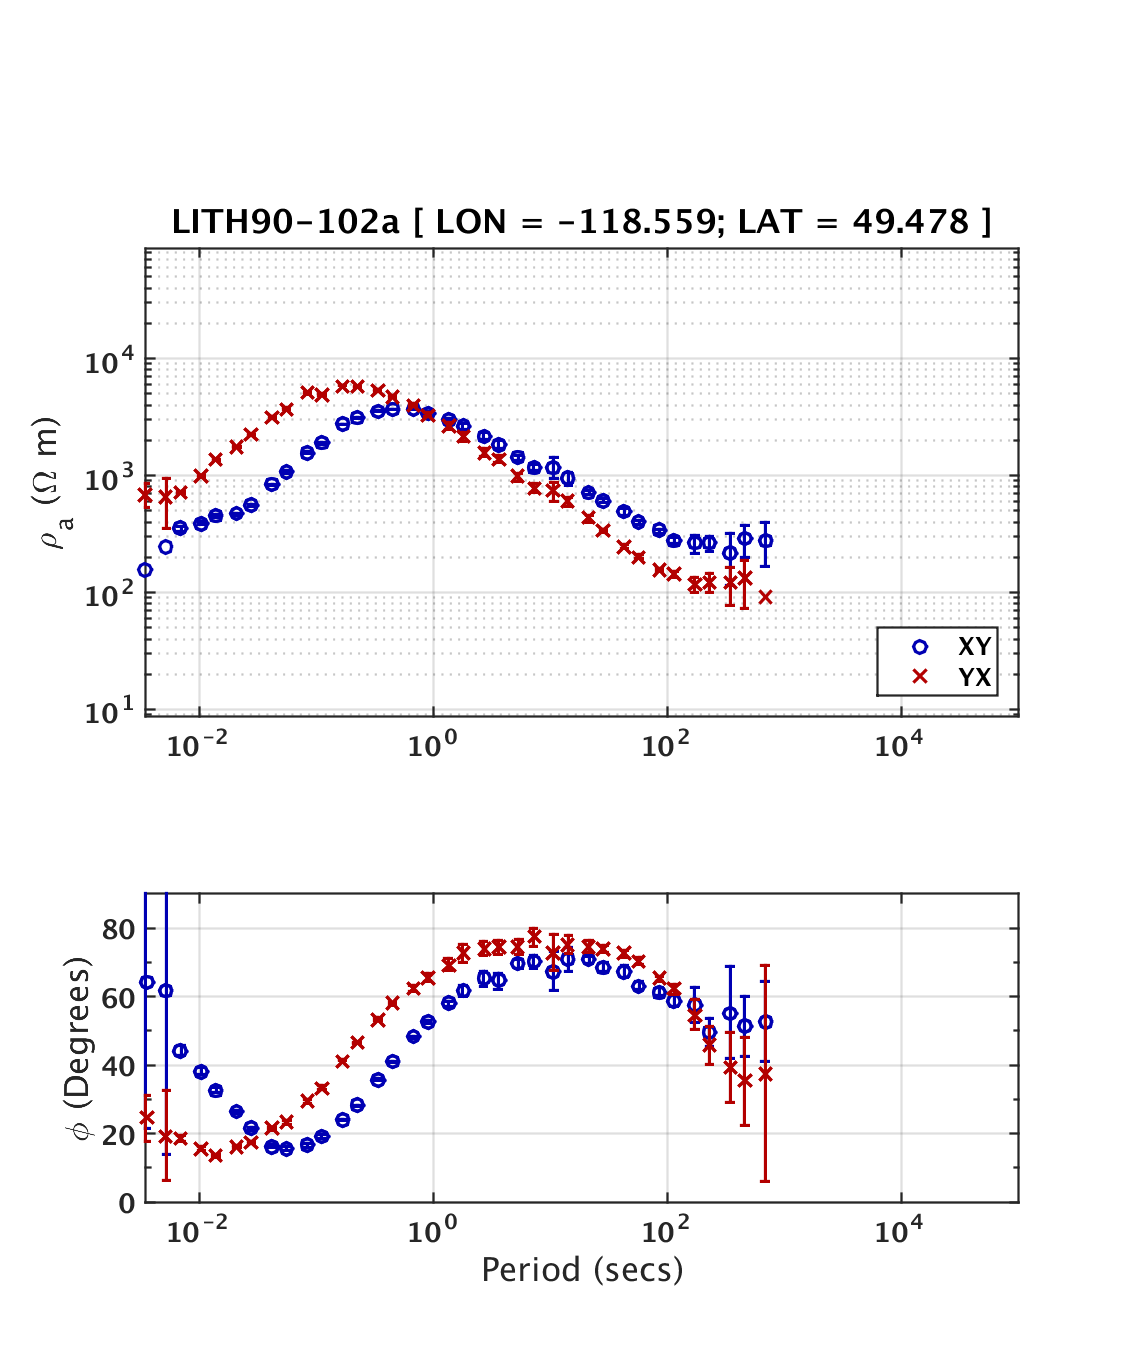 LITH90-102a [ LON = -118.559; LAT = 49.478 ]
ρa (Ω m)
10^4
10^3
10^2
10^1
XY
YX
10^-2 10^0 10^2 10^4
ϕ (Degrees)
80
60
40
20
0
10^-2 10^0 10^2 10^4
Period (secs)